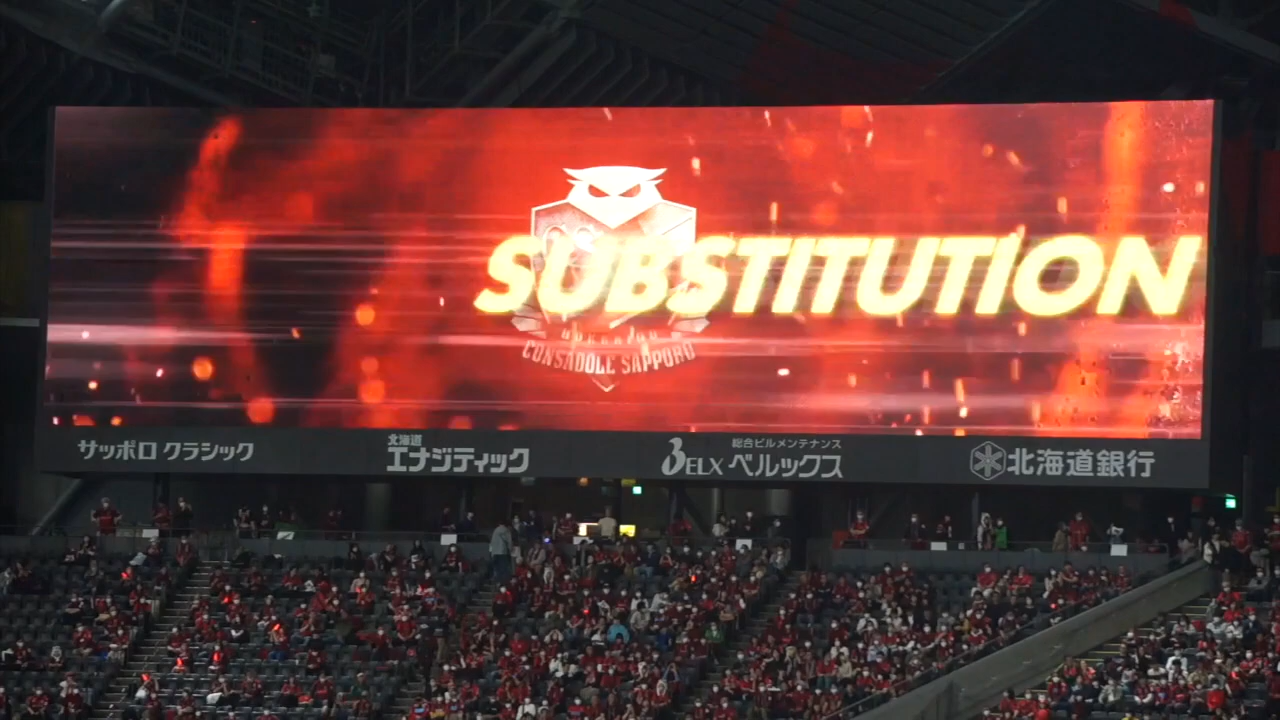 SUBSTITUTION
HOKKAIDO
CONSADOLE SAPPORO
サッポロ クラシック
北海道
エナジティック
総合ビルメンテナンス
3ELX ベルックス
北海道銀行